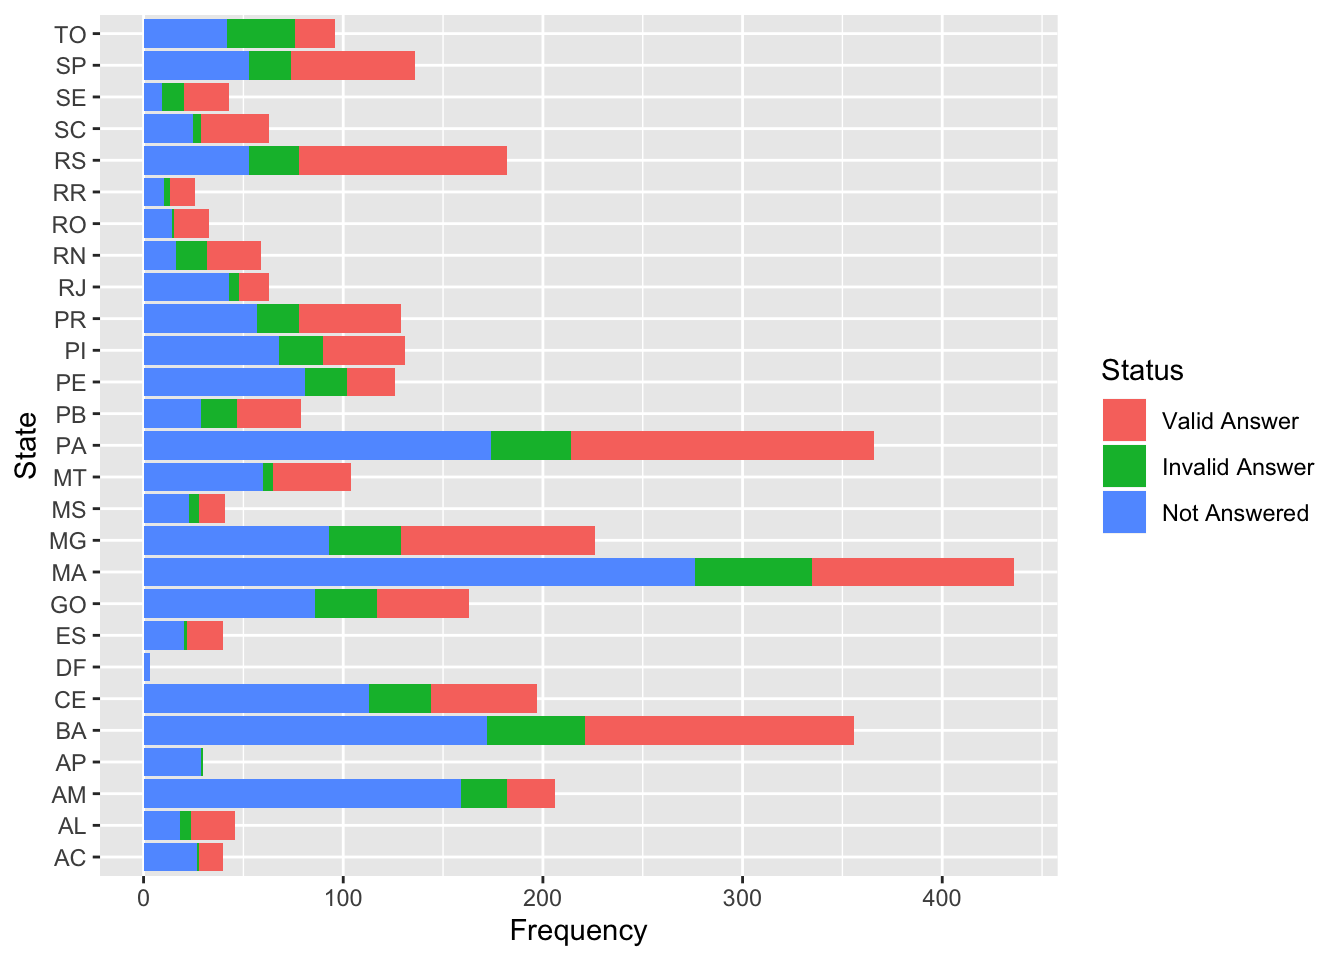 TO
SP
SE
SC
RS
RR
RO
RN
RJ
PR
PI
PE
PB
PA
MT
MS
MG
MA
GO
ES
DF
CE
BA
AP
AM
AL
AC
State
0 100 200 300 400
Frequency
Status
Valid Answer
Invalid Answer
Not Answered